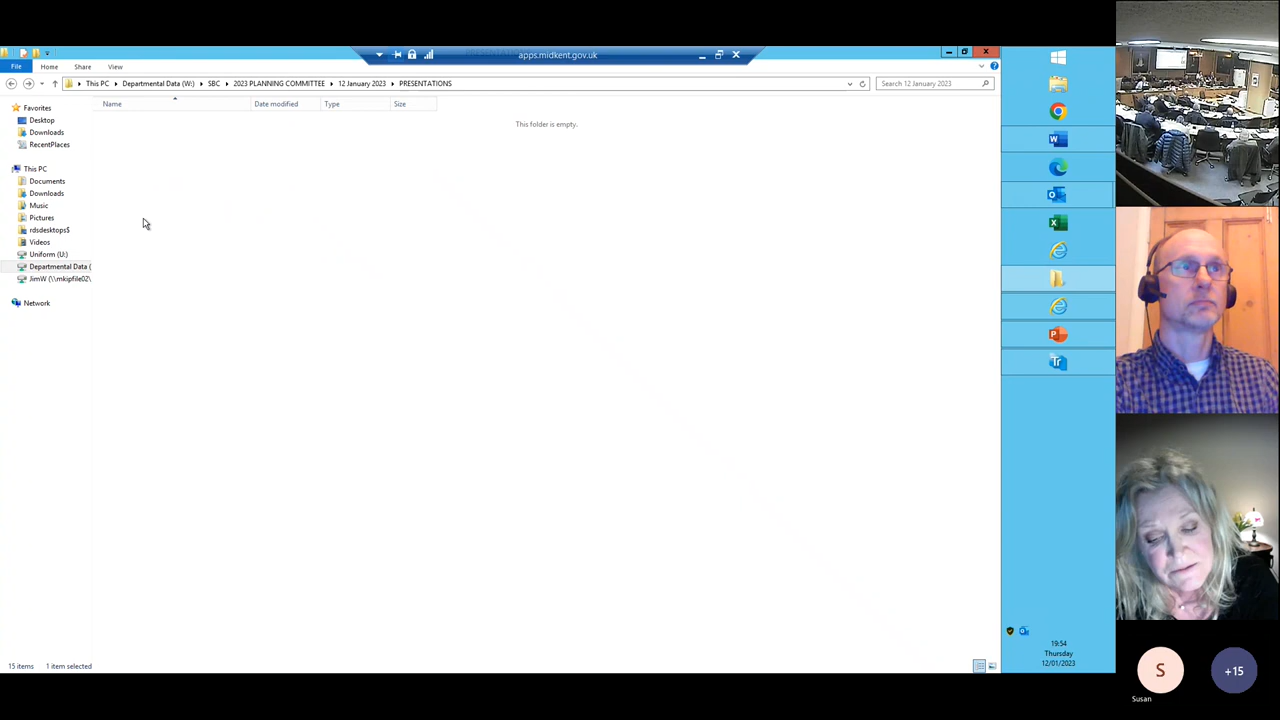 apps.midkent.gov.uk
File Home Share View
This PC Departmental Data (W:) SBC 2023 PLANNING COMMITTEE 12 January 2023 PRESENTATIONS
Search 12 January 2023
Favorites
Desktop
Downloads
RecentPlaces
This PC
Documents
Downloads
Music
Pictures
rdsdesktops$
Videos
Uniform (U:)
Departmental Data (
JimW (\\mkipfile02\
Network
Name Date modified Type Size
This folder is empty.
15 items 1 item selected
W
X
Tr
19:54
Thursday
12/01/2023
S
Susan
+15